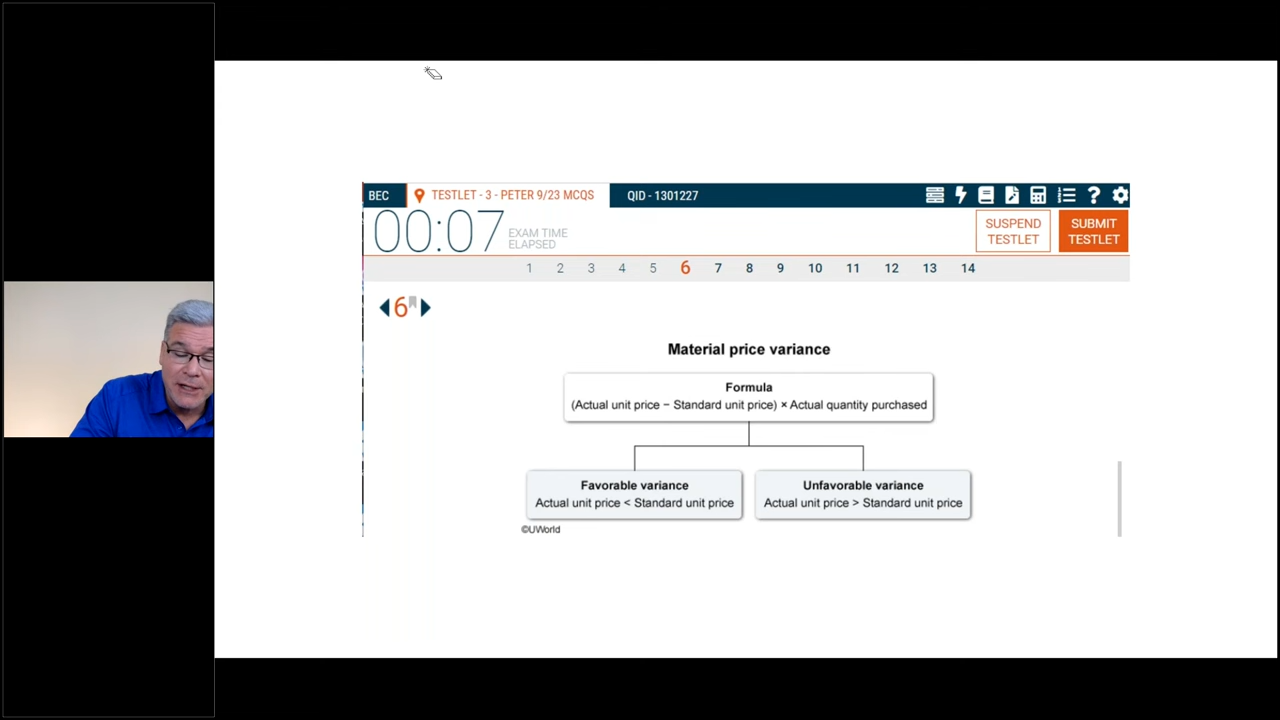 BEC
TESTLET - 3 - PETER 9/23 MCQS
QID - 1301227
00:07
EXAM TIME
ELAPSED
SUSPEND
TESTLET
SUBMIT
TESTLET
1 2 3 4 5 6 7 8 9 10 11 12 13 14
6
Material price variance
Formula
(Actual unit price − Standard unit price) × Actual quantity purchased
Favorable variance
Actual unit price < Standard unit price
Unfavorable variance
Actual unit price > Standard unit price
©UWorld